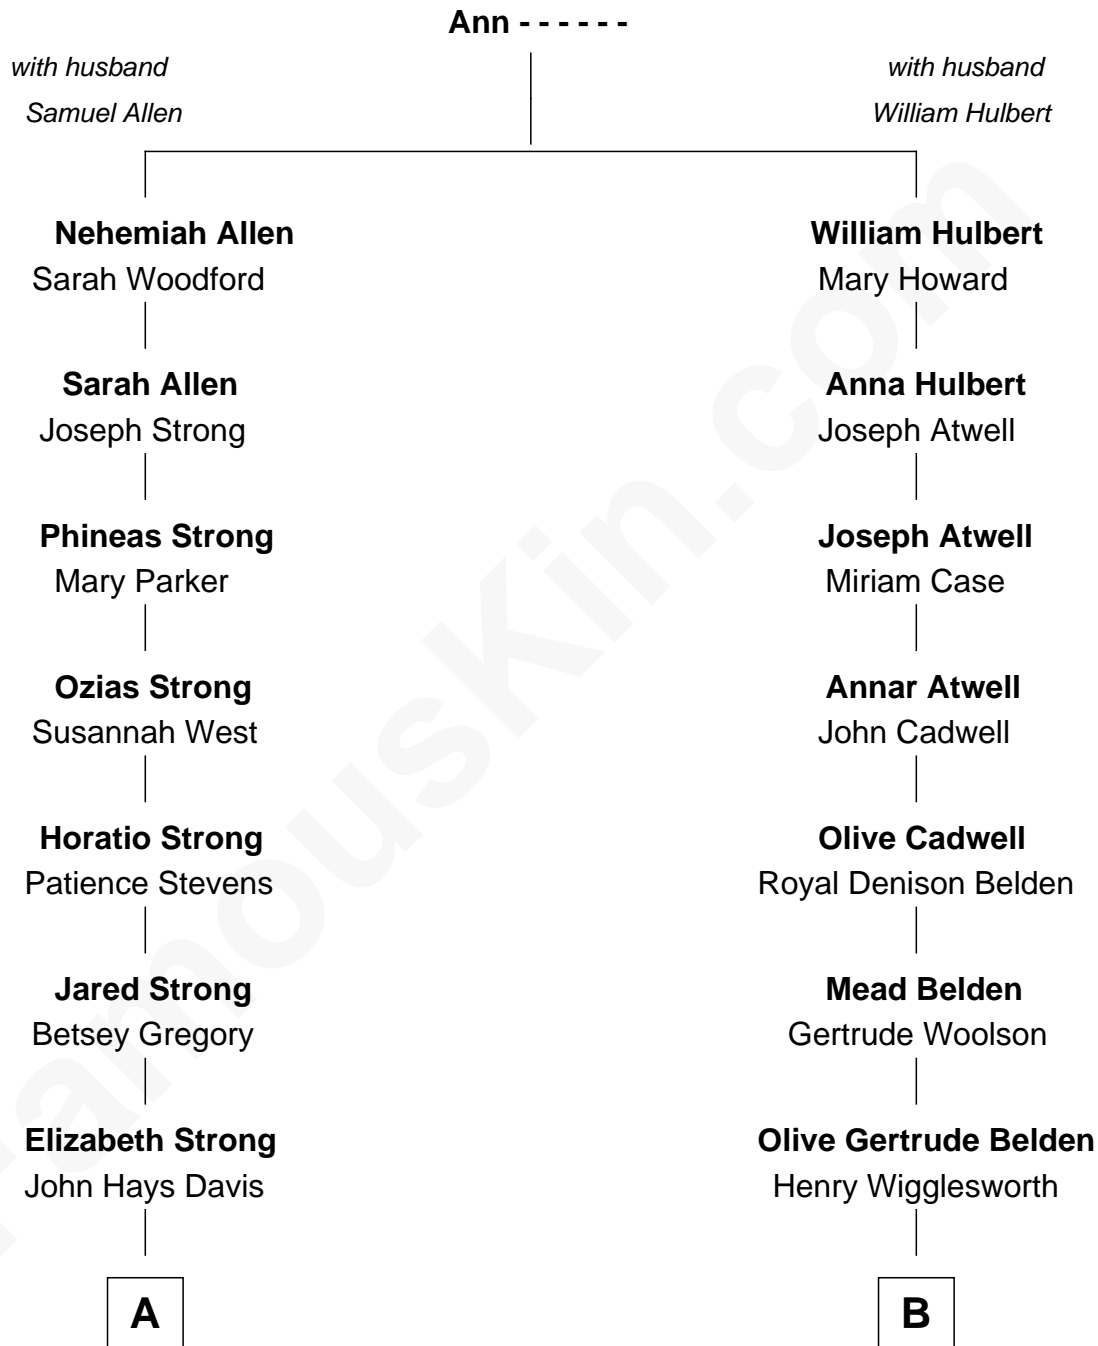 Ann - - - - - -
with husband
Samuel Allen
with husband
William Hulbert
Nehemiah Allen
Sarah Woodford
William Hulbert
Mary Howard
Sarah Allen
Joseph Strong
Anna Hulbert
Joseph Atwell
Phineas Strong
Mary Parker
Joseph Atwell
Miriam Case
Ozias Strong
Susannah West
Annar Atwell
John Cadwell
Horatio Strong
Patience Stevens
Olive Cadwell
Royal Denison Belden
Jared Strong
Betsey Gregory
Mead Belden
Gertrude Woolson
Elizabeth Strong
John Hays Davis
Olive Gertrude Belden
Henry Wigglesworth
A
B
FamousKin.com